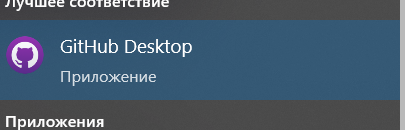 Лучшее соответствие
GitHub Desktop
Приложение
Приложения